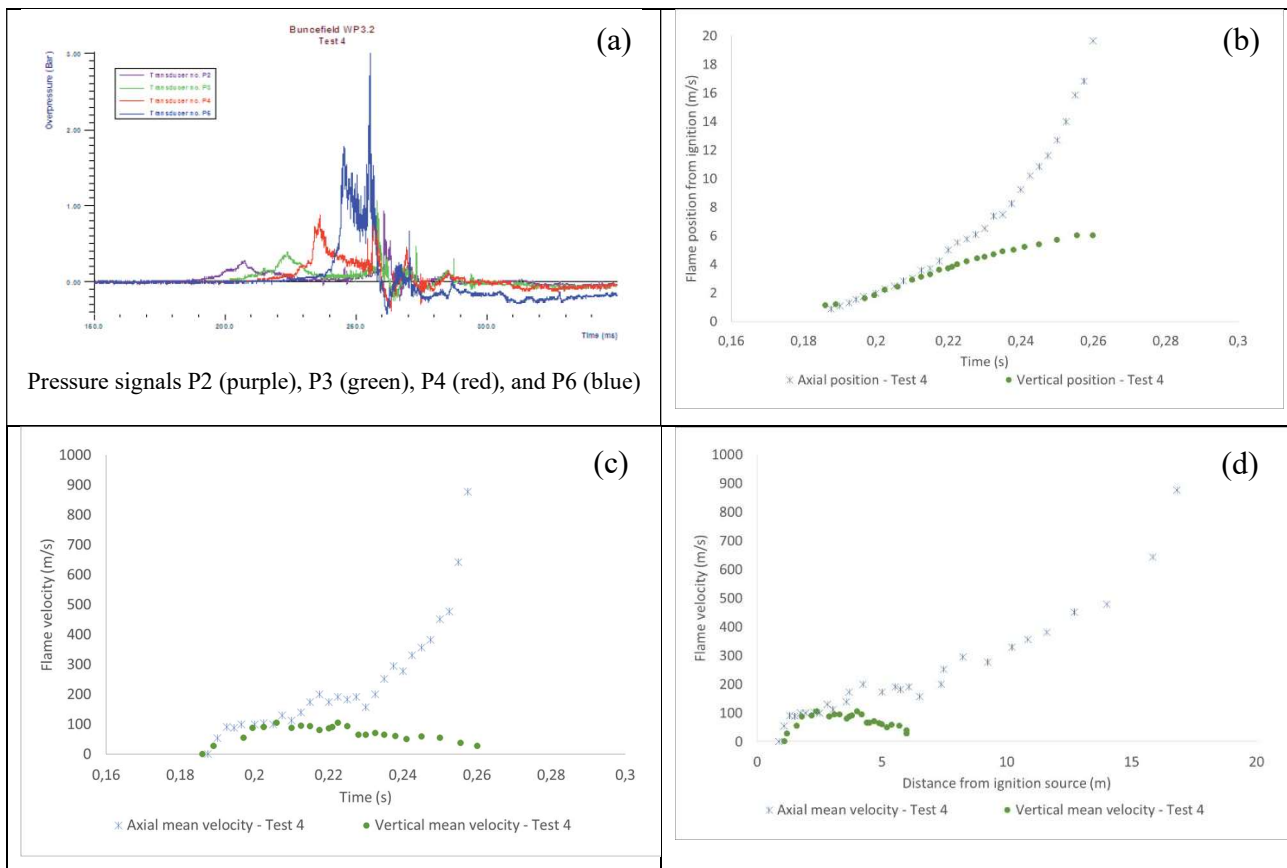 Buncefield WP3.2
Test 4
(a)
Overpressure (Bar)
3.00
2.00
1.00
0.00
Transducer no. P2
Transducer no. P3
Transducer no. P4
Transducer no. P6
160.0
200.0
250.0
300.0
Time (ms)
Pressure signals P2 (purple), P3 (green), P4 (red), and P6 (blue)
(b)
Flame position from ignition (m/s)
20
18
16
14
12
10
8
6
4
2
0
0,16
0,18
0,2
0,22
0,24
0,26
0,28
0,3
Time (s)
Axial position - Test 4
Vertical position - Test 4
(c)
Flame velocity (m/s)
1000
900
800
700
600
500
400
300
200
100
0
0,16
0,18
0,2
0,22
0,24
0,26
0,28
0,3
Time (s)
Axial mean velocity - Test 4
Vertical mean velocity - Test 4
(d)
Flame velocity (m/s)
1000
900
800
700
600
500
400
300
200
100
0
0
5
10
15
20
Distance from ignition source (m)
Axial mean velocity - Test 4
Vertical mean velocity - Test 4